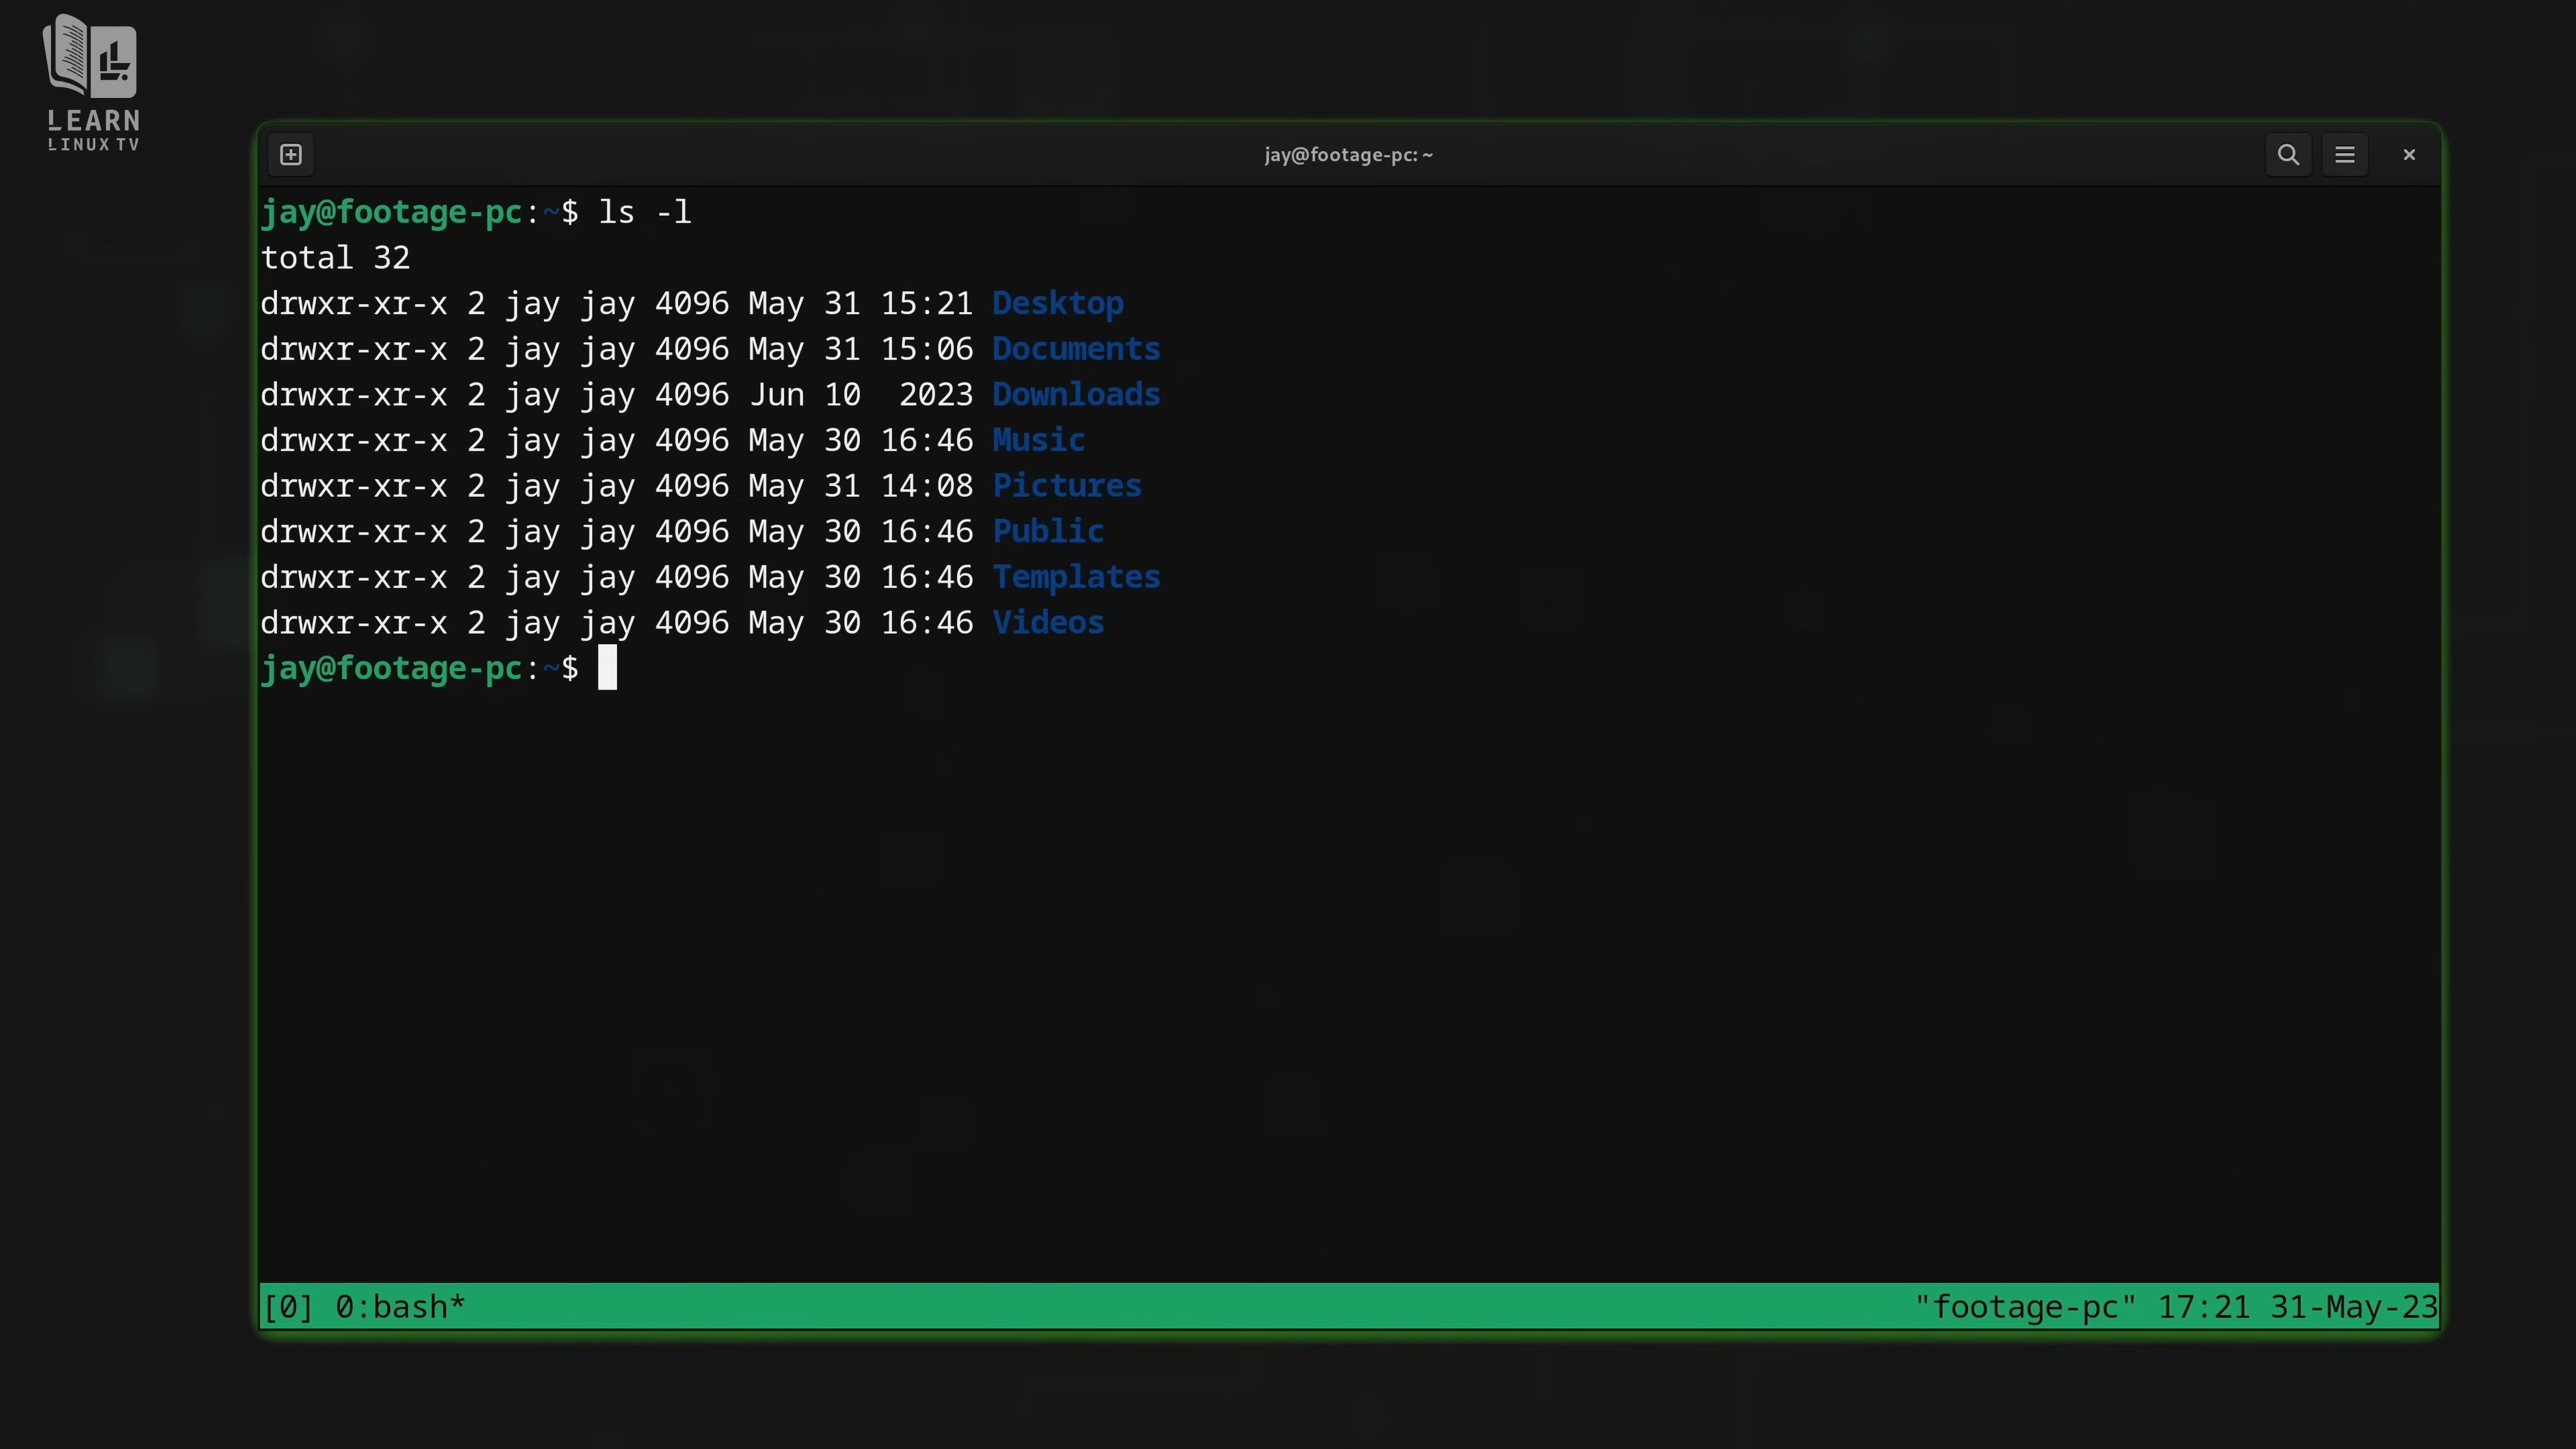 LEARN
LINUX TV
jay@footage-pc: ~
jay@footage-pc:~$ ls -l
total 32
drwxr-xr-x 2 jay jay 4096 May 31 15:21 Desktop
drwxr-xr-x 2 jay jay 4096 May 31 15:06 Documents
drwxr-xr-x 2 jay jay 4096 Jun 10  2023 Downloads
drwxr-xr-x 2 jay jay 4096 May 30 16:46 Music
drwxr-xr-x 2 jay jay 4096 May 31 14:08 Pictures
drwxr-xr-x 2 jay jay 4096 May 30 16:46 Public
drwxr-xr-x 2 jay jay 4096 May 30 16:46 Templates
drwxr-xr-x 2 jay jay 4096 May 30 16:46 Videos
jay@footage-pc:~$
[0] 0:bash* "footage-pc" 17:21 31-May-23